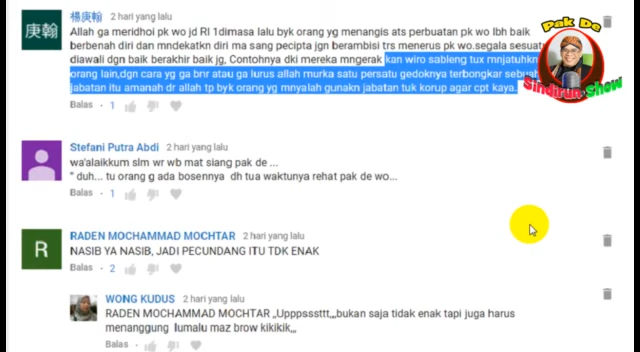 楊庚翰 2 hari yang lalu
Pak De
庚翰
Allah ga meridhoi pk wo jd RI 1dimasa lalu byk orang yg menangis ats perbuatan pk wo lbh baik
berbenah diri dan mndekatkn diri ma sang pecipta jgn berambisi trs menerus pk wo.segala sesuatu
diawali dgn baik berakhir baik jg, Contohnya dki mereka mngerak kan wiro sableng tux mnjatuhkn
orang lain,dgn cara yg ga bnr atau ga lurus allah murka satu persatu gedoknya terbongkar
jabatan itu amanah dr allah tp byk orang yg mnyalah gunakn jabatan tuk korup agar cpt kaya.
Sindirun Show
Balas 1
Stefani Putra Abdi 2 hari yang lalu
wa'alaikkum slm wr wb mat siang pak de ...
" duh... tu orang g ada bosennya dh tua waktunya rehat pak de wo...
Balas 1
R
RADEN MOCHAMMAD MOCHTAR 2 hari yang lalu
NASIB YA NASIB, JADI PECUNDANG ITU TDK ENAK
Balas 2
WONG KUDUS 2 hari yang lalu
RADEN MOCHAMMAD MOCHTAR ,,Upppsssttt,,,bukan saja tidak enak tapi juga harus
menanggung lumalu maz brow kikikik,,,
Balas